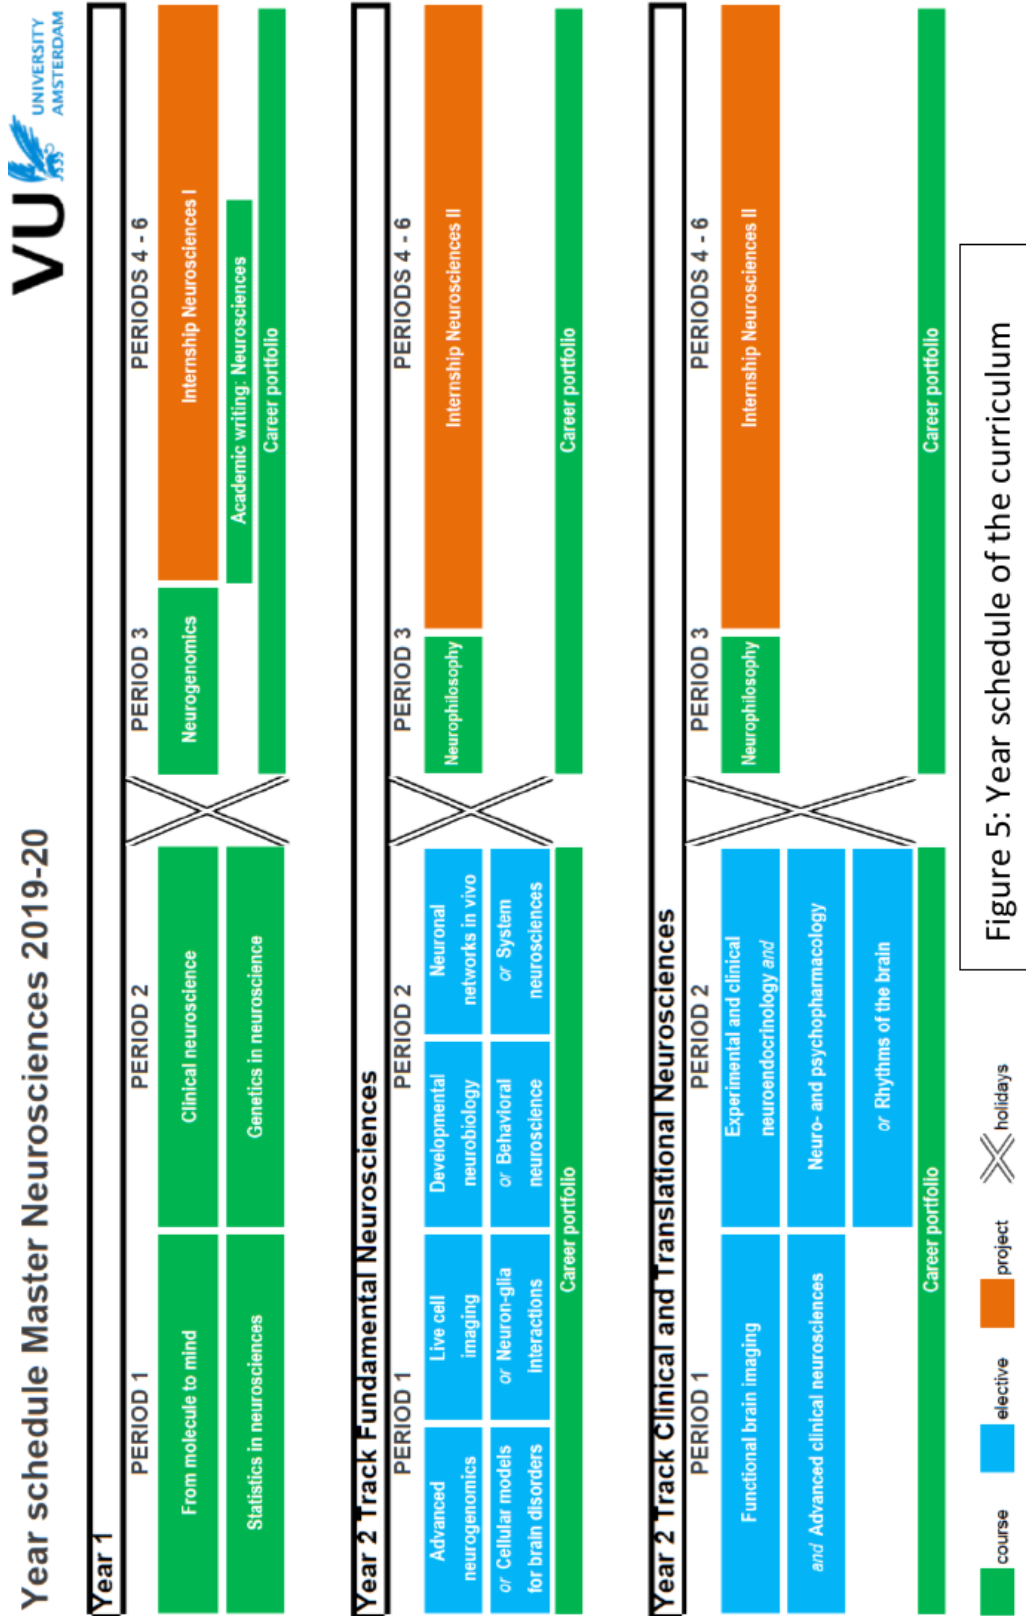 Year schedule Master Neurosciences 2019-20
VU
UNIVERSITY
AMSTERDAM
Year 1
PERIOD 1
PERIOD 2
PERIOD 3
PERIODS 4 - 6
From molecule to mind
Clinical neuroscience
Neurogenomics
Internship Neurosciences I
Statistics in neurosciences
Genetics in neuroscience
Academic writing: Neurosciences
Career portfolio
Year 2 Track Fundamental Neurosciences
PERIOD 1
PERIOD 2
PERIOD 3
PERIODS 4 - 6
Advanced
neurogenomics
or Cellular models
for brain disorders
Live cell
imaging
or Neuron-glia
Interactions
Developmental
neurobiology
or Behavioral
neuroscience
Neuronal
networks in vivo
or System
neurosciences
Neurophilosophy
Internship Neurosciences II
Career portfolio
Career portfolio
Year 2 Track Clinical and Translational Neurosciences
PERIOD 1
PERIOD 2
PERIOD 3
PERIODS 4 - 6
Functional brain imaging
and Advanced clinical neurosciences
Experimental and clinical
neuroendocrinology and
Neuro- and psychopharmacology
or Rhythms of the brain
Neurophilosophy
Internship Neurosciences II
Career portfolio
Career portfolio
course
elective
project
holidays
Figure 5: Year schedule of the curriculum